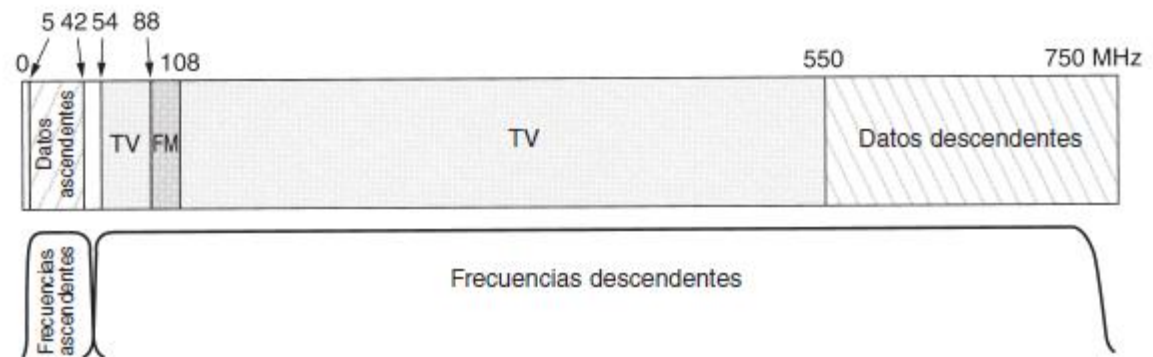 5 42 54 88
0 108 550 750 MHz
Datos
ascendentes
TV
FM
TV
Datos descendentes
Frecuencias
ascendentes
Frecuencias descendentes